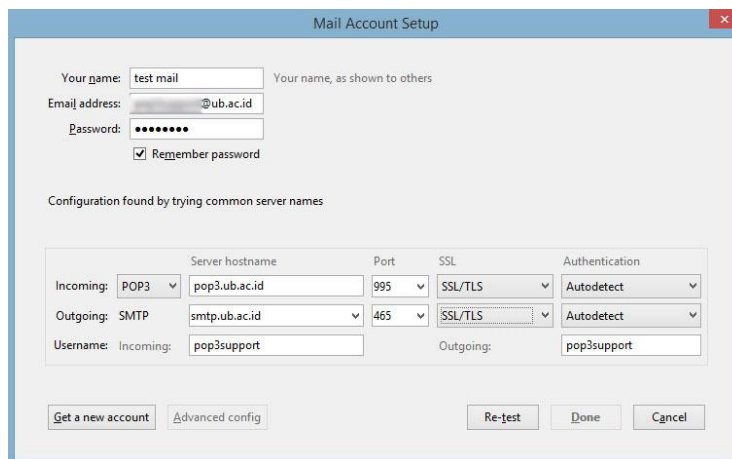 Mail Account Setup
Your name: test mail Your name, as shown to others
Email address: @ub.ac.id
Password: ●●●●●●●●
Remember password
Configuration found by trying common server names
Server hostname Port SSL Authentication
Incoming: POP3 pop3.ub.ac.id 995 SSL/TLS Autodetect
Outgoing: SMTP smtp.ub.ac.id 465 SSL/TLS Autodetect
Username: Incoming: pop3support Outgoing: pop3support
Get a new account Advanced config Re-test Done Cancel